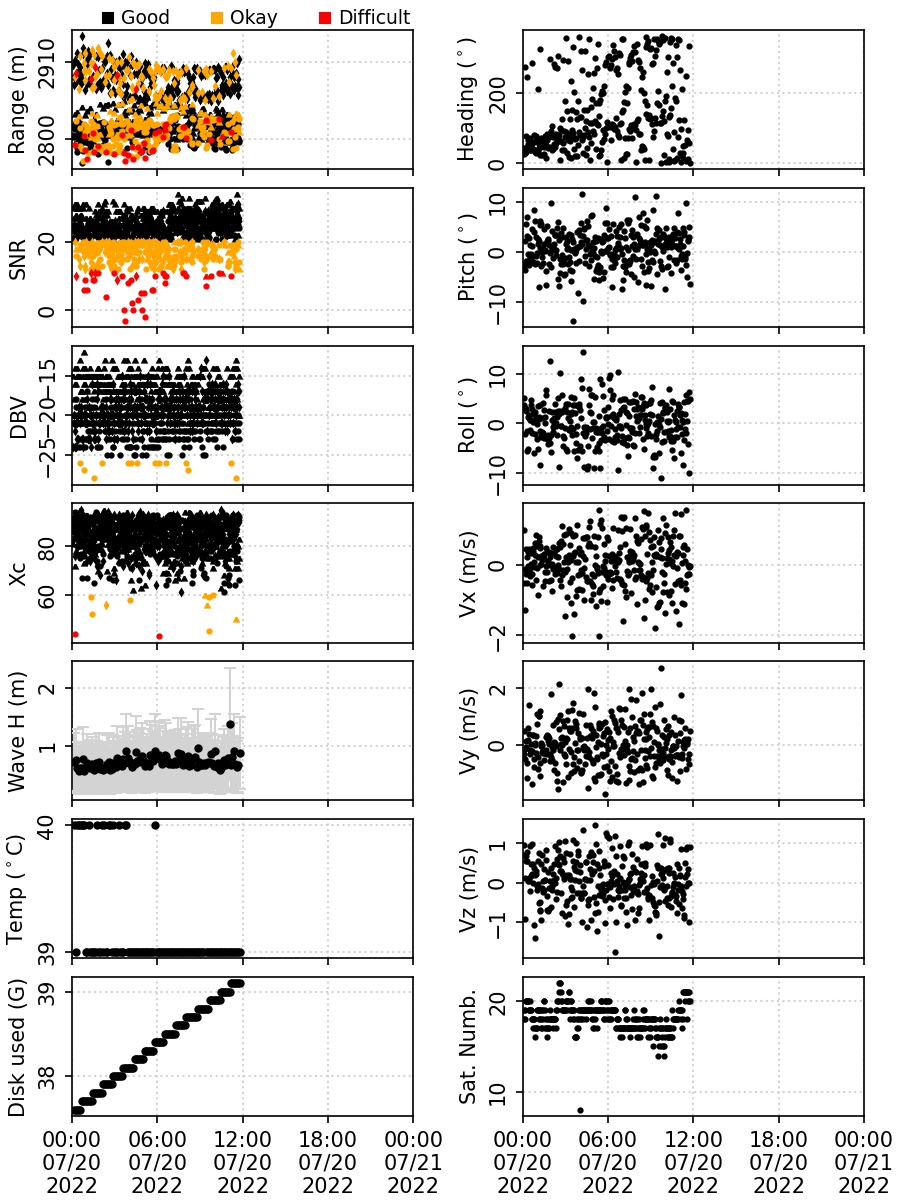 Good Okay Difficult
Range (m)
2910
2800
Heading (°)
200
0
SNR
20
0
Pitch (°)
10
0
−10
DBV
−15
−20
−25
Roll (°)
10
0
−10
Xc
80
60
Vx (m/s)
0
−2
Wave H (m)
2
1
Vy (m/s)
2
0
Temp (°C)
40
39
Vz (m/s)
1
0
−1
Disk used (G)
39
38
Sat. Numb.
20
10
00:00 06:00 12:00 18:00 00:00
07/20 07/20 07/20 07/20 07/21
2022 2022 2022 2022 2022
00:00 06:00 12:00 18:00 00:00
07/20 07/20 07/20 07/20 07/21
2022 2022 2022 2022 2022